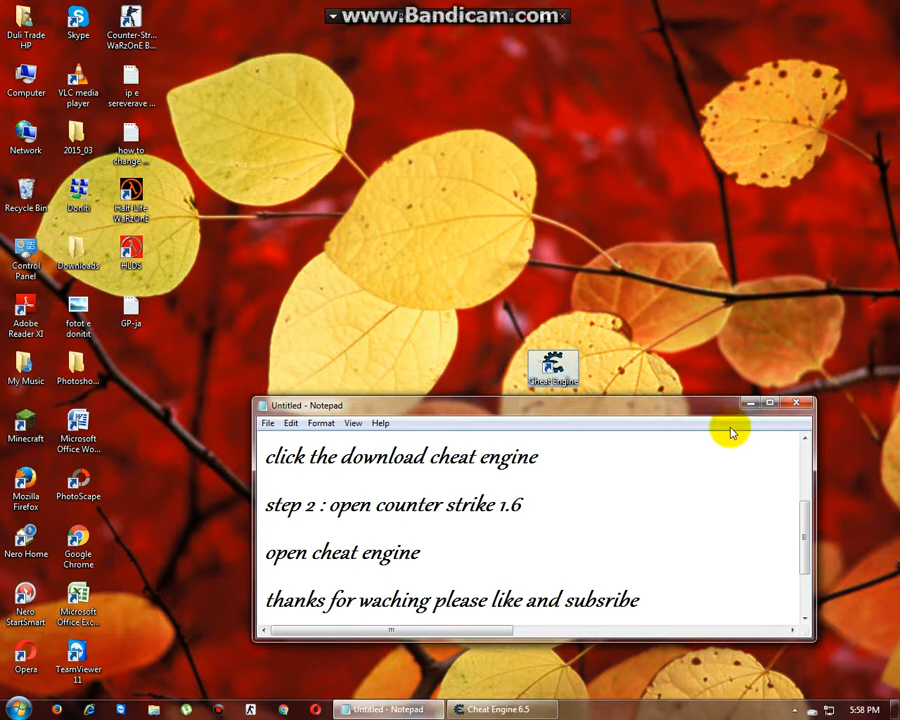 www.Bandicam.com
Duli Trade
HP
Skype
Counter-Str...
WaRzOnE B...
Computer
VLC media
player
ip e
sereverave ...
Network
2015_03
how to
change ...
Recycle Bin
Doniti
Half-Life
WaRzOnE
Control
Panel
Downloads
HLDS
Adobe
Reader XI
fotot e
donitit
GP-ja
My Music
Photosho...
Cheat Engine
Minecraft
Microsoft
Office Wo...
Mozilla
Firefox
PhotoScape
Nero Home
Google
Chrome
Nero
StartSmart
Microsoft
Office Exc...
Opera
TeamViewer
11
Untitled - Notepad
File Edit Format View Help
click the download cheat engine
step 2 : open counter strike 1.6
open cheat engine
thanks for waching please like and subsribe
Untitled - Notepad
Cheat Engine 6.5
5:58 PM